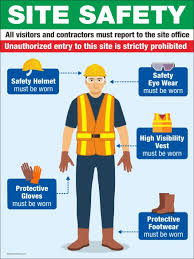 SITE SAFETY
All visitors and contractors must report to the site office
Unauthorized entry to this site is strictly prohibited
Safety Helmet
must be worn
Safety
Eye Wear
must be worn
High Visibility
Vest
must be worn
Protective
Gloves
must be worn
Protective
Footwear
must be worn